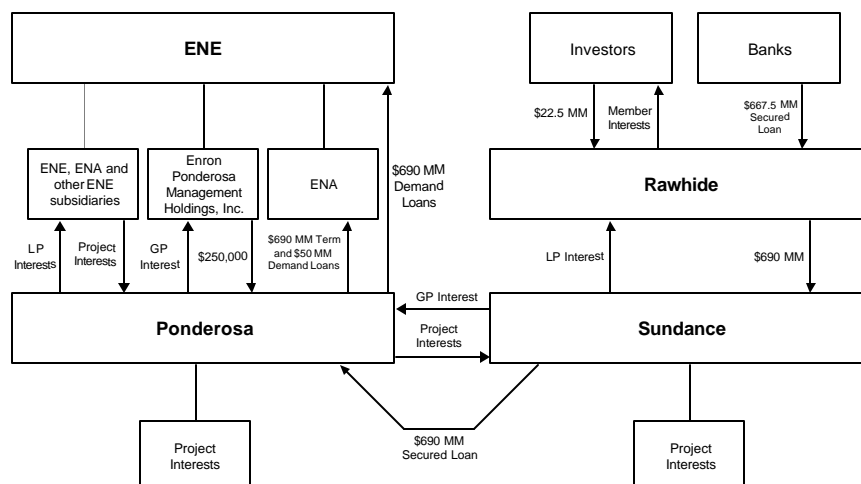 ENE
Investors
Banks
$22.5 MM
Member
Interests
$667.5 MM
Secured
Loan
ENE, ENA and
other ENE
subsidiaries
Enron
Ponderosa
Management
Holdings, Inc.
ENA
$690 MM
Demand
Loans
Rawhide
LP
Interests
Project
Interests
GP
Interest
$250,000
$690 MM Term
and $50 MM
Demand Loans
LP Interest
$690 MM
GP Interest
Ponderosa
Project
Interests
Sundance
$690 MM
Secured Loan
Project
Interests
Project
Interests